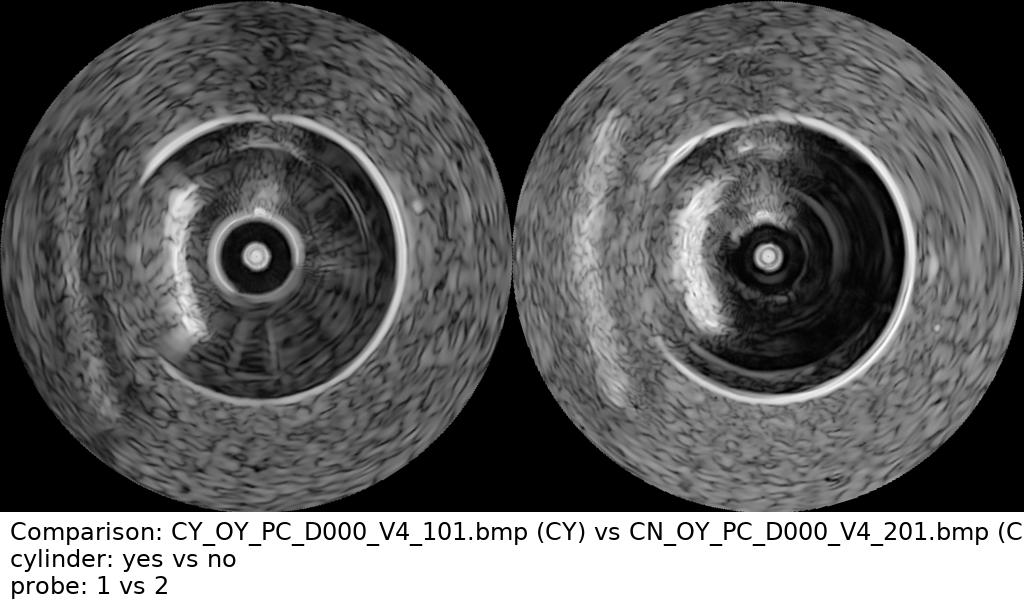 Comparison: CY_OY_PC_D000_V4_101.bmp (CY) vs CN_OY_PC_D000_V4_201.bmp (C
cylinder: yes vs no
probe: 1 vs 2